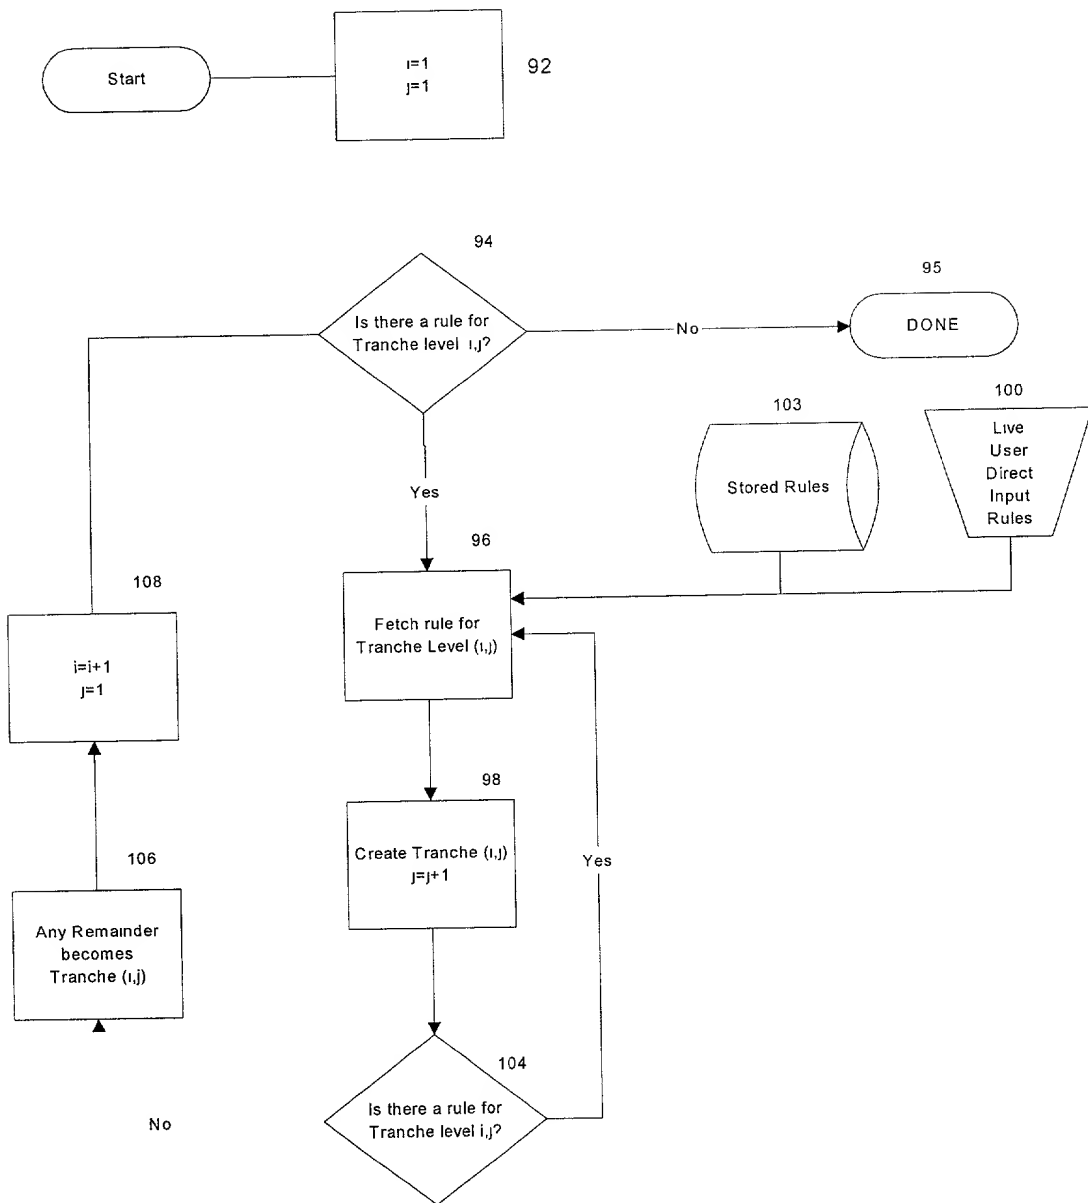 Start
i=1
j=1
92
94
Is there a rule for
Tranche level i,j?
No
95
DONE
Yes
103
Stored Rules
100
Live
User
Direct
Input
Rules
96
Fetch rule for
Tranche Level (i,j)
108
i=i+1
j=1
98
Create Tranche (i,j)
j=j+1
Yes
106
Any Remainder
becomes
Tranche (i,j)
104
Is there a rule for
Tranche level i,j?
No